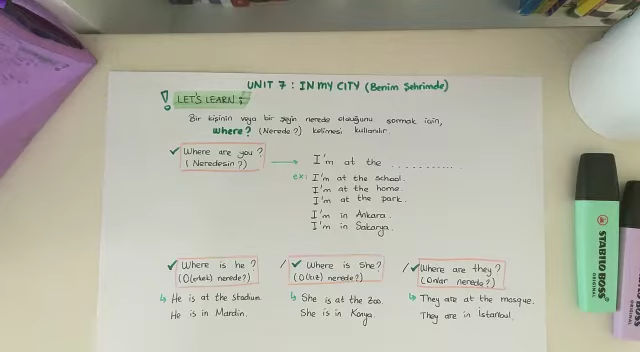 UNIT 7 : IN MY CITY (Benim Şehrimde)
! LET'S LEARN :
Bir kişinin veya bir şeyin nerede olduğunu sormak için,
Where? (Nerede?) kelimesi kullanılır.
✓ Where are you?
(Neredesin?)
→ I'm at the ............
ex: I'm at the school.
I'm at the home.
I'm at the park.
I'm in Ankara.
I'm in Sakarya.
✓ Where is he?
(O(erkek) nerede?)
↳ He is at the stadium.
He is in Mardin.
/ ✓ Where is she?
(O(kız) nerede?)
↳ She is at the zoo.
She is in Konya.
/ ✓ Where are they?
(Onlar nerede?)
↳ They are at the mosque.
They are in İstanbul.
STABILO BOSS
ORIGINAL
STABILO BOSS
ORIGINAL